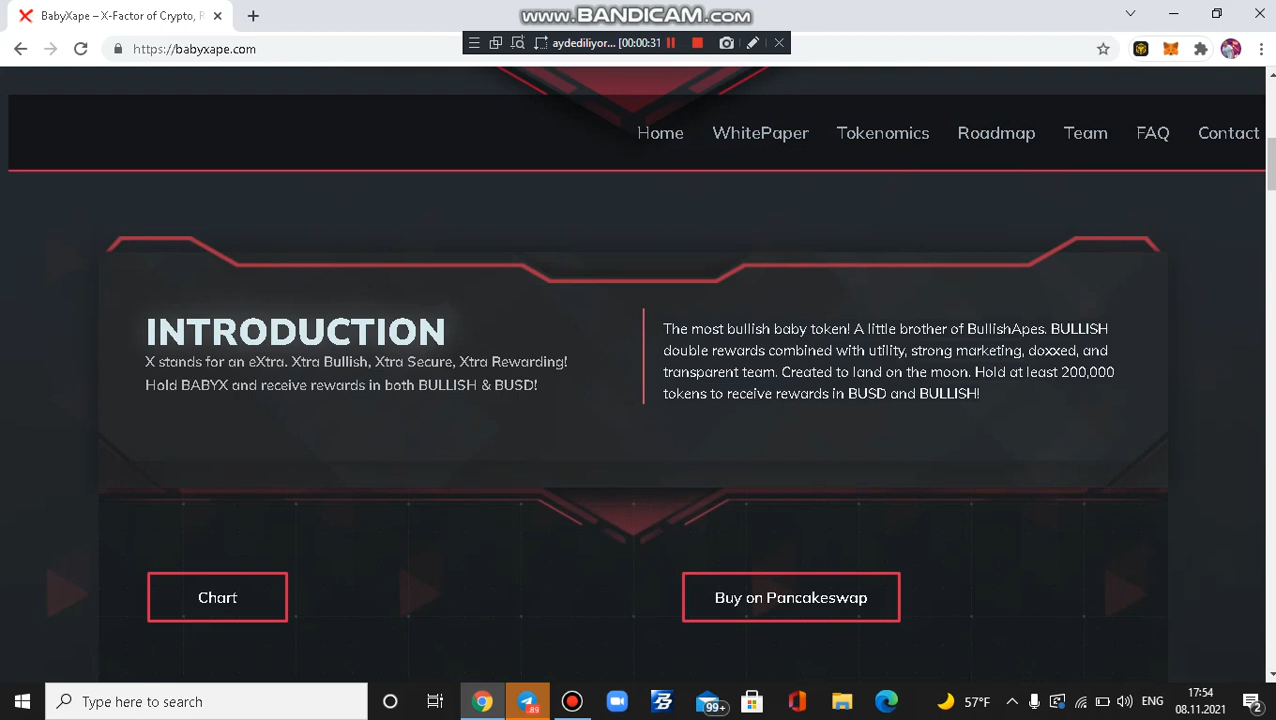 BabyXape – X-Factor of Crypto, R
www.BANDICAM.com
https://babyxape.com
aydediliyor... [00:00:31]
Home WhitePaper Tokenomics Roadmap Team FAQ Contact
INTRODUCTION
X stands for an eXtra. Xtra Bullish, Xtra Secure, Xtra Rewarding!
Hold BABYX and receive rewards in both BULLISH & BUSD!
The most bullish baby token! A little brother of BullishApes. BULLISH
double rewards combined with utility, strong marketing, doxxed, and
transparent team. Created to land on the moon. Hold at least 200,000
tokens to receive rewards in BUSD and BULLISH!
Chart
Buy on Pancakeswap
Type here to search
89
99+
57°F
ENG
17:54
08.11.2021
2